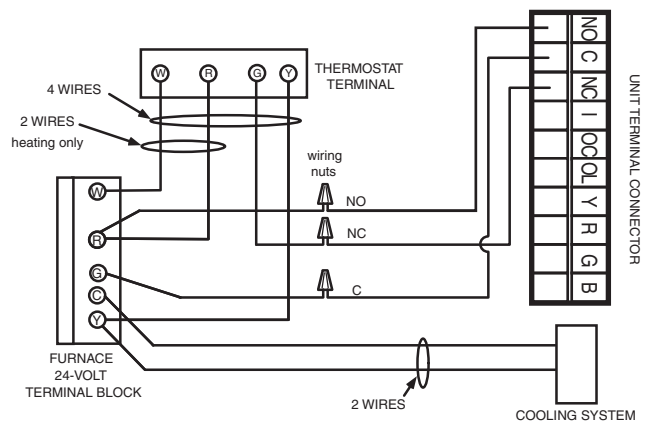 W R G Y
THERMOSTAT
TERMINAL
4 WIRES
2 WIRES
heating only
wiring
nuts
NO
NC
C
W
R
G
C
Y
FURNACE
24-VOLT
TERMINAL BLOCK
2 WIRES
COOLING SYSTEM
NO
C
NC
I
OC
OL
Y
R
G
B
UNIT TERMINAL CONNECTOR